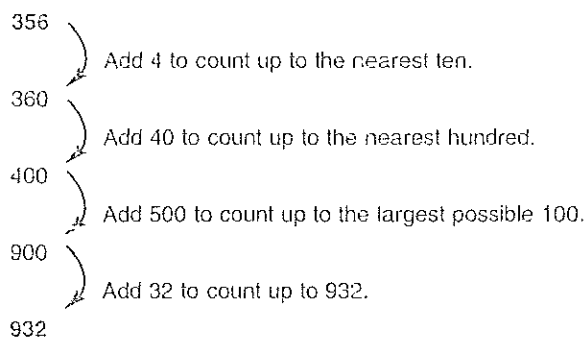 356
Add 4 to count up to the nearest ten.
360
Add 40 to count up to the nearest hundred.
400
Add 500 to count up to the largest possible 100.
900
Add 32 to count up to 932.
932